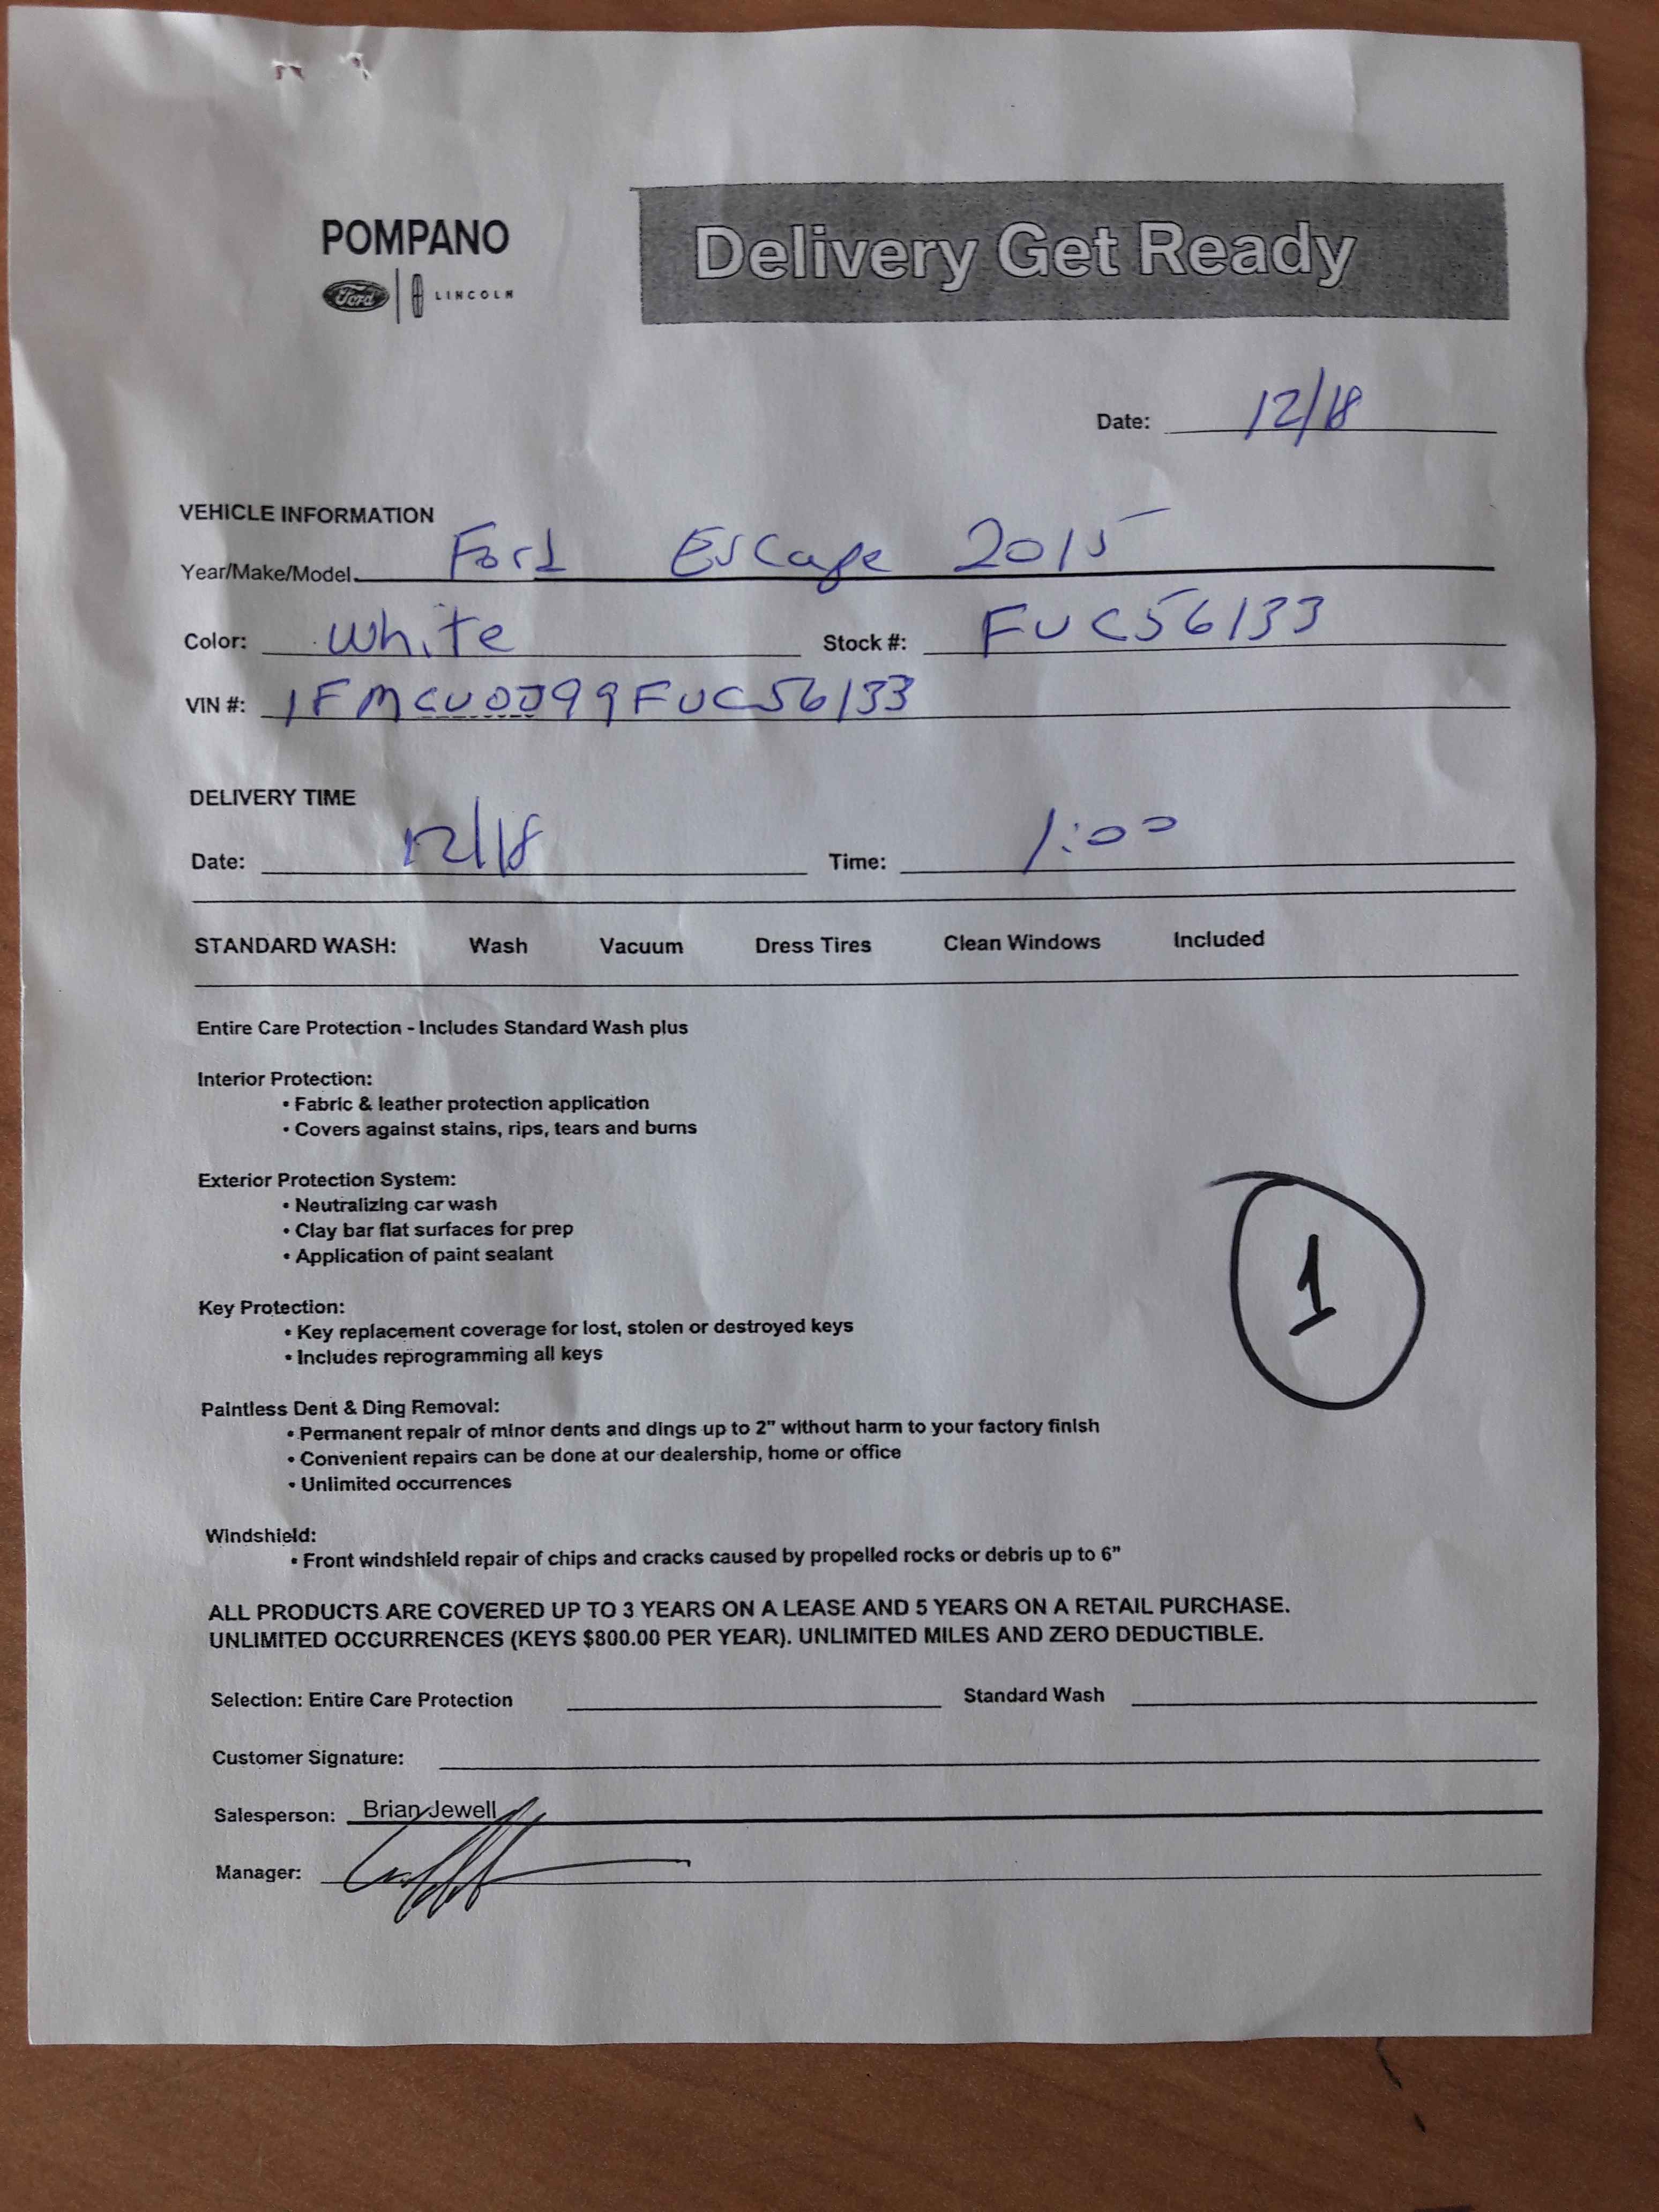 POMPANO
Ford LINCOLN
Delivery Get Ready
Date: 12/18
VEHICLE INFORMATION
Year/Make/Model Ford Escape 2015
Color: White Stock #: FUC56133
VIN #: 1FMCU0J99FUC56133
DELIVERY TIME
Date: 12/18 Time: 1:00
STANDARD WASH: Wash Vacuum Dress Tires Clean Windows Included
Entire Care Protection - Includes Standard Wash plus
Interior Protection:
• Fabric & leather protection application
• Covers against stains, rips, tears and burns
Exterior Protection System:
• Neutralizing car wash
• Clay bar flat surfaces for prep
• Application of paint sealant
1
Key Protection:
• Key replacement coverage for lost, stolen or destroyed keys
• Includes reprogramming all keys
Paintless Dent & Ding Removal:
• Permanent repair of minor dents and dings up to 2" without harm to your factory finish
• Convenient repairs can be done at our dealership, home or office
• Unlimited occurrences
Windshield:
• Front windshield repair of chips and cracks caused by propelled rocks or debris up to 6"
ALL PRODUCTS ARE COVERED UP TO 3 YEARS ON A LEASE AND 5 YEARS ON A RETAIL PURCHASE.
UNLIMITED OCCURRENCES (KEYS $800.00 PER YEAR). UNLIMITED MILES AND ZERO DEDUCTIBLE.
Selection: Entire Care Protection Standard Wash
Customer Signature:
Salesperson: Brian Jewell
Manager: